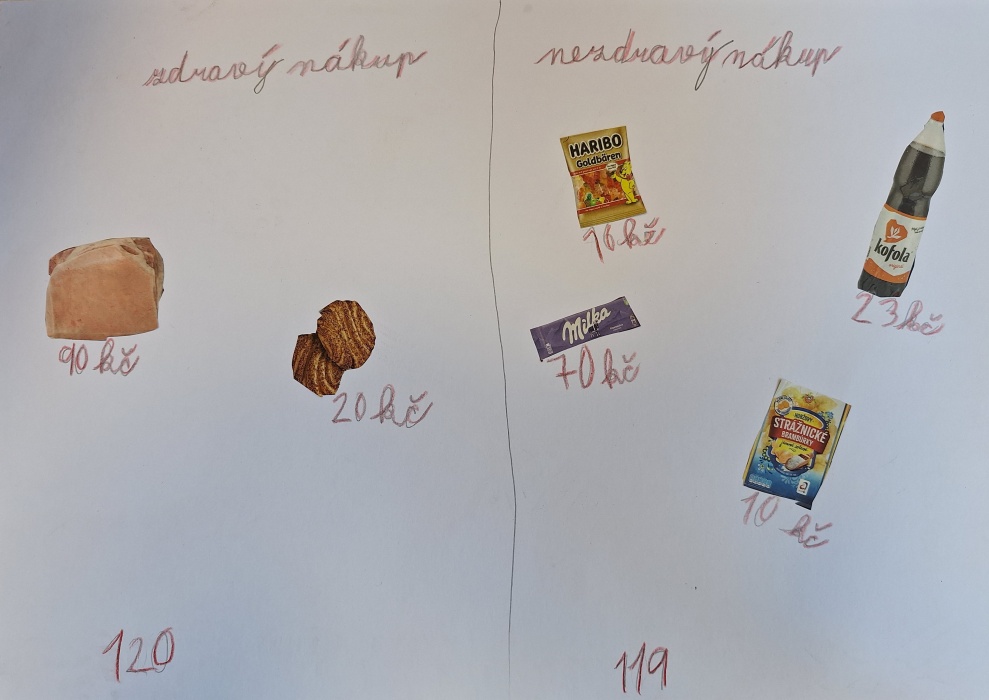 zdravý nákup
90 kč
20 kč
120
nezdravý nákup
HARIBO
Goldbären
16 kč
kofola
original
23 kč
Milka
70 kč
STRÁŽNICKÉ
BRAMBŮRKY
10 kč
119